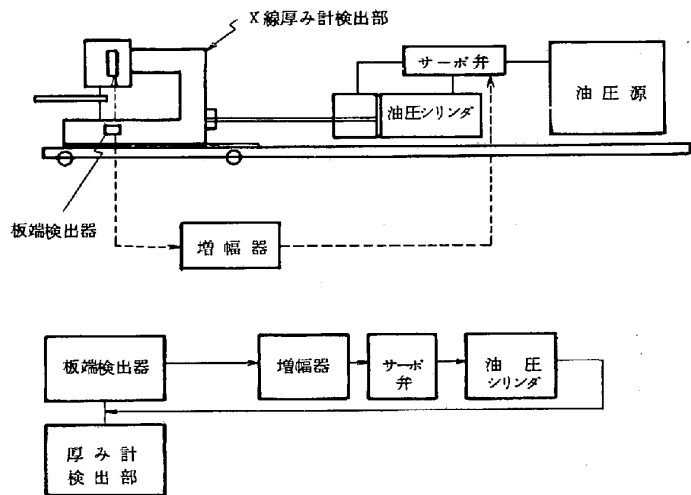 X線厚み計検出部
サーボ弁
油圧源
油圧シリンダ
板端検出器
増幅器
板端検出器
増幅器
サーボ
弁
油圧
シリンダ
厚み計
検出部